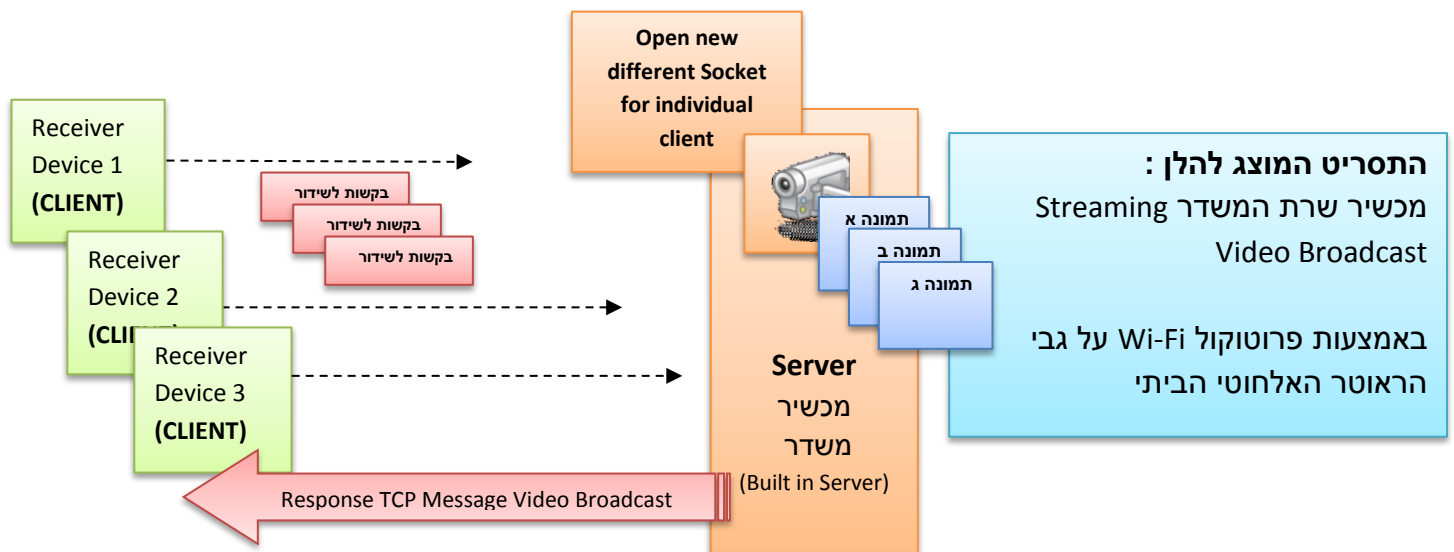 Open new
different Socket
for individual
client
Receiver
Device 1
(CLIENT)
בקשות לשידור
בקשות לשידור
בקשות לשידור
Receiver
Device 2
(CLI
Receiver
Device 3
(CLIENT)
תמונה א
תמונה ב
תמונה ג
Server
מכשיר
משדר
(Built in Server)
Response TCP Message Video Broadcast
התסריט המוצג להלן :
מכשיר שרת המשדר Streaming
Video Broadcast
באמצעות פרוטוקול Wi-Fi על גבי
הראוטר האלחוטי הביתי